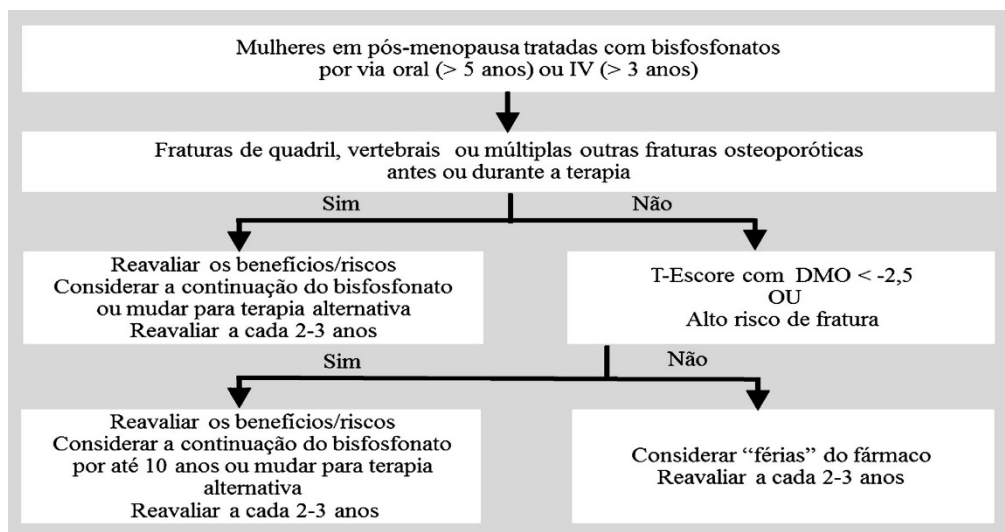 Mulheres em pós-menopausa tratadas com bisfosfonatos
por via oral (> 5 anos) ou IV (> 3 anos)
Fraturas de quadril, vertebrais ou múltiplas outras fraturas osteoporóticas
antes ou durante a terapia
Sim
Não
Reavaliar os benefícios/riscos
Considerar a continuação do bisfosfonato
ou mudar para terapia alternativa
Reavaliar a cada 2-3 anos
T-Escore com DMO < -2,5
OU
Alto risco de fratura
Sim
Não
Reavaliar os benefícios/riscos
Considerar a continuação do bisfosfonato
por até 10 anos ou mudar para terapia
alternativa
Reavaliar a cada 2-3 anos
Considerar “férias” do fármaco
Reavaliar a cada 2-3 anos